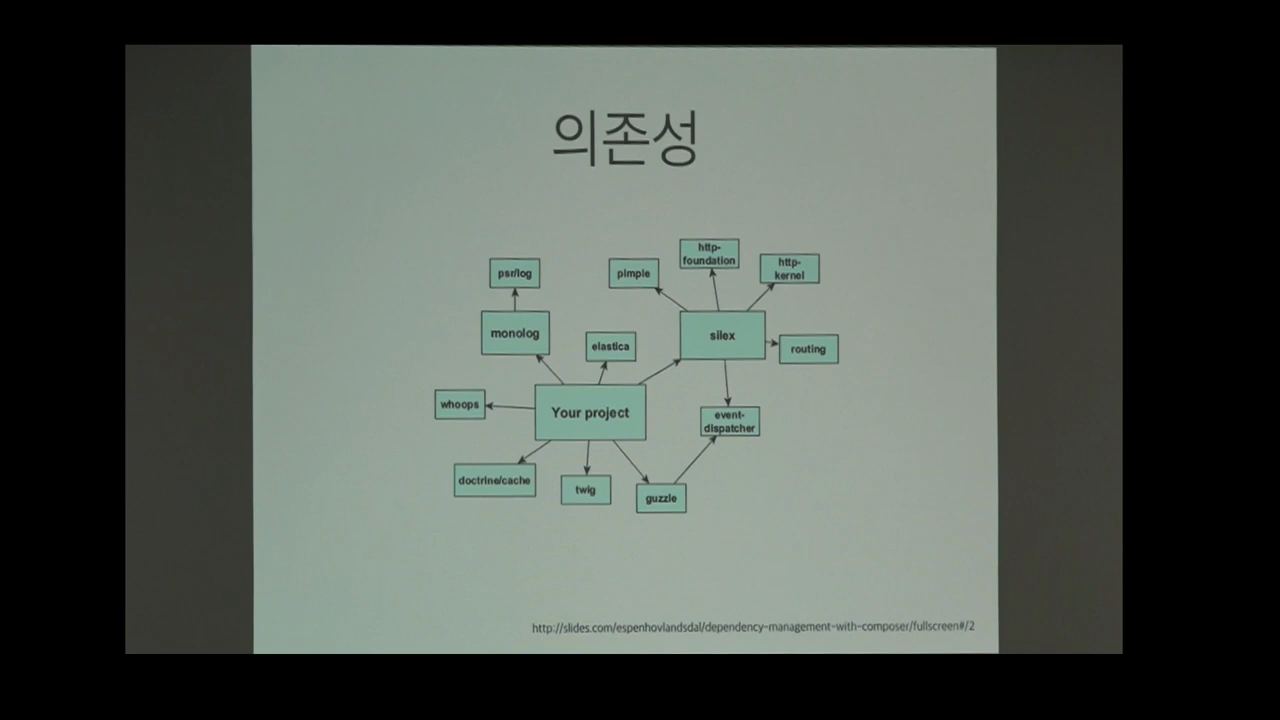 의존성
http-
foundation
http-
kernel
psr/log
pimple
monolog
silex
elastica
routing
whoops
Your project
event-
dispatcher
doctrine/cache
twig
guzzle
http://slides.com/espenhovlandsdal/dependency-management-with-composer/fullscreen#/2